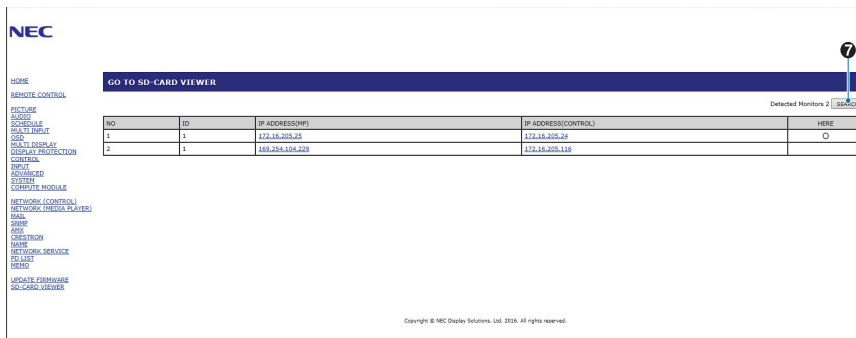 NEC
7
HOME
REMOTE CONTROL
PICTURE
AUDIO
SCHEDULE
MULTI INPUT
OSD
MULTI DISPLAY
DISPLAY PROTECTION
CONTROL
INPUT
ADVANCED
SYSTEM
COMPUTE MODULE
NETWORK (CONTROL)
NETWORK (MEDIA PLAYER)
MAIL
SNMP
AMX
CRESTRON
NAME
NETWORK SERVICE
PD LIST
MEMO
UPDATE FIRMWARE
SD-CARD VIEWER
GO TO SD-CARD VIEWER
Detected Monitors 2 SEARC
NO ID IP ADDRESS(MP) IP ADDRESS(CONTROL) HERE
1 1 172.16.205.25 172.16.205.24 O
2 1 169.254.104.229 172.16.205.116
Copyright © NEC Display Solutions, Ltd. 2016. All rights reserved.